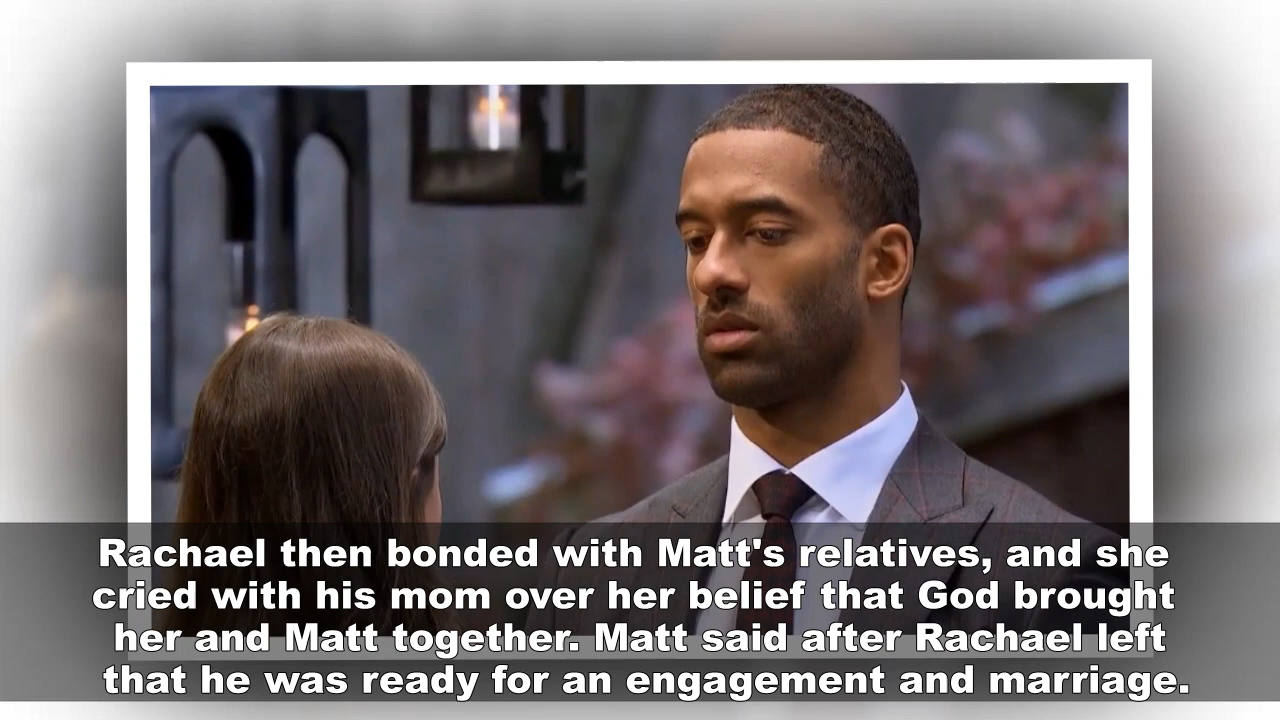 Rachael then bonded with Matt's relatives, and she
cried with his mom over her belief that God brought
her and Matt together. Matt said after Rachael left
that he was ready for an engagement and marriage.